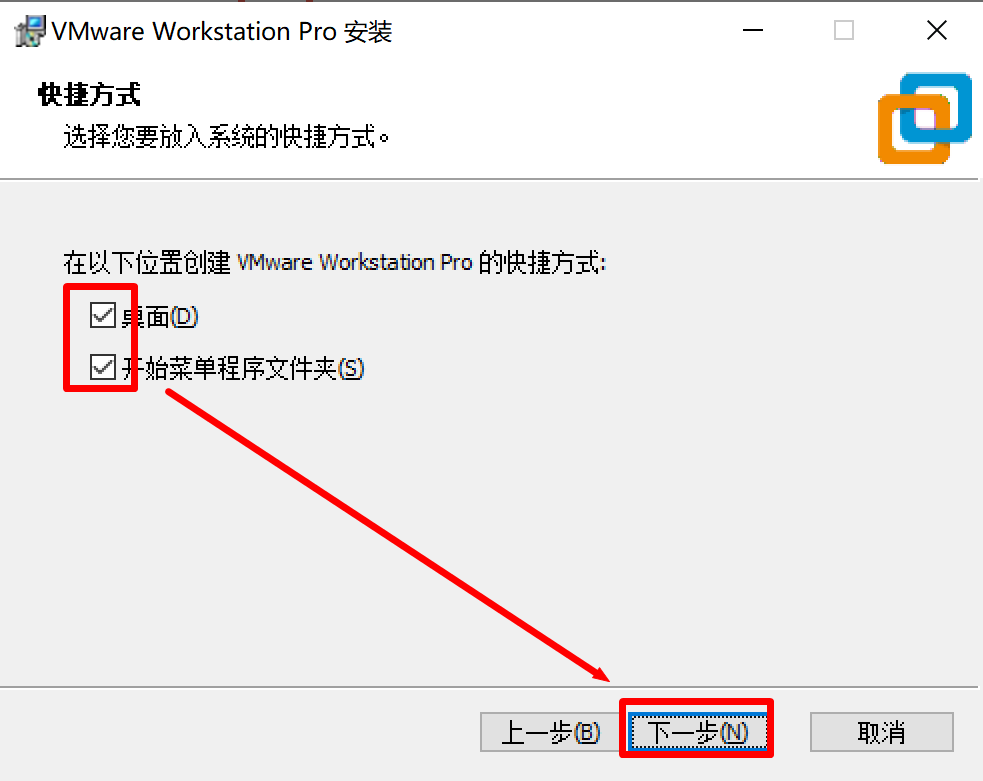 VMware Workstation Pro 安装
快捷方式
选择您要放入系统的快捷方式。
在以下位置创建 VMware Workstation Pro 的快捷方式:
桌面(D)
开始菜单程序文件夹(S)
上一步(B) 下一步(N) 取消